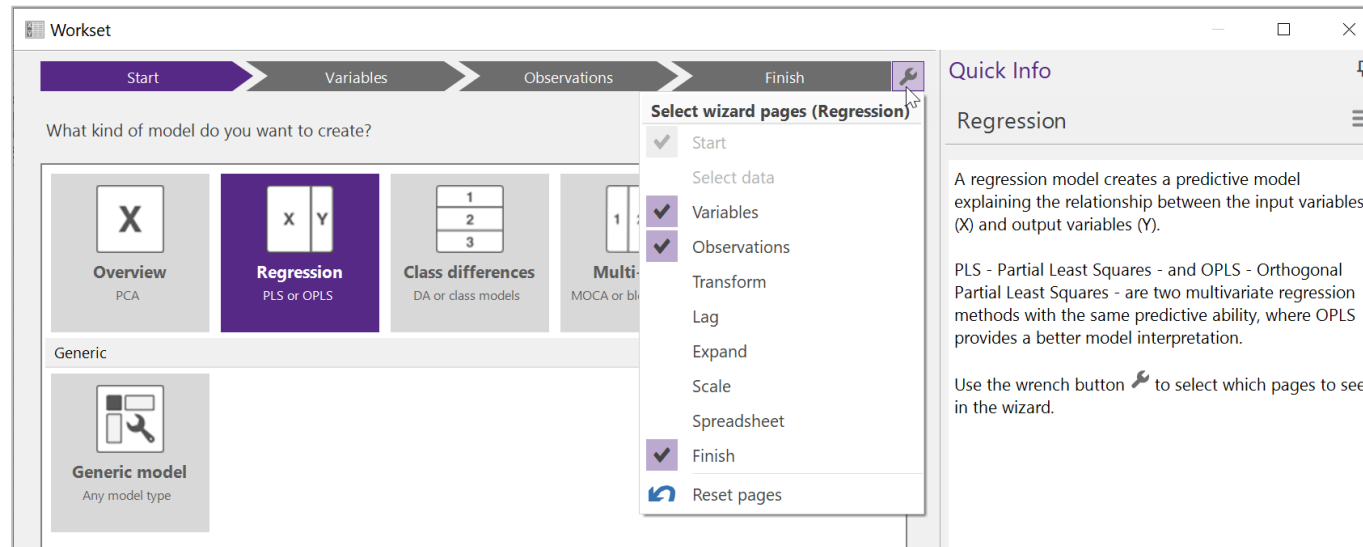 Workset
Start
Variables
Observations
Finish
Quick Info
Select wizard pages (Regression)
What kind of model do you want to create?
Regression
Start
Select data
Variables
Observations
Transform
Lag
Expand
Scale
Spreadsheet
Finish
Reset pages
X
Overview
PCA
X Y
Regression
PLS or OPLS
1
2
3
Class differences
DA or class models
1
Multi-
MOCA or bl
Generic
Generic model
Any model type
A regression model creates a predictive model
explaining the relationship between the input variables
(X) and output variables (Y).
PLS - Partial Least Squares - and OPLS - Orthogonal
Partial Least Squares - are two multivariate regression
methods with the same predictive ability, where OPLS
provides a better model interpretation.
Use the wrench button to select which pages to see
in the wizard.